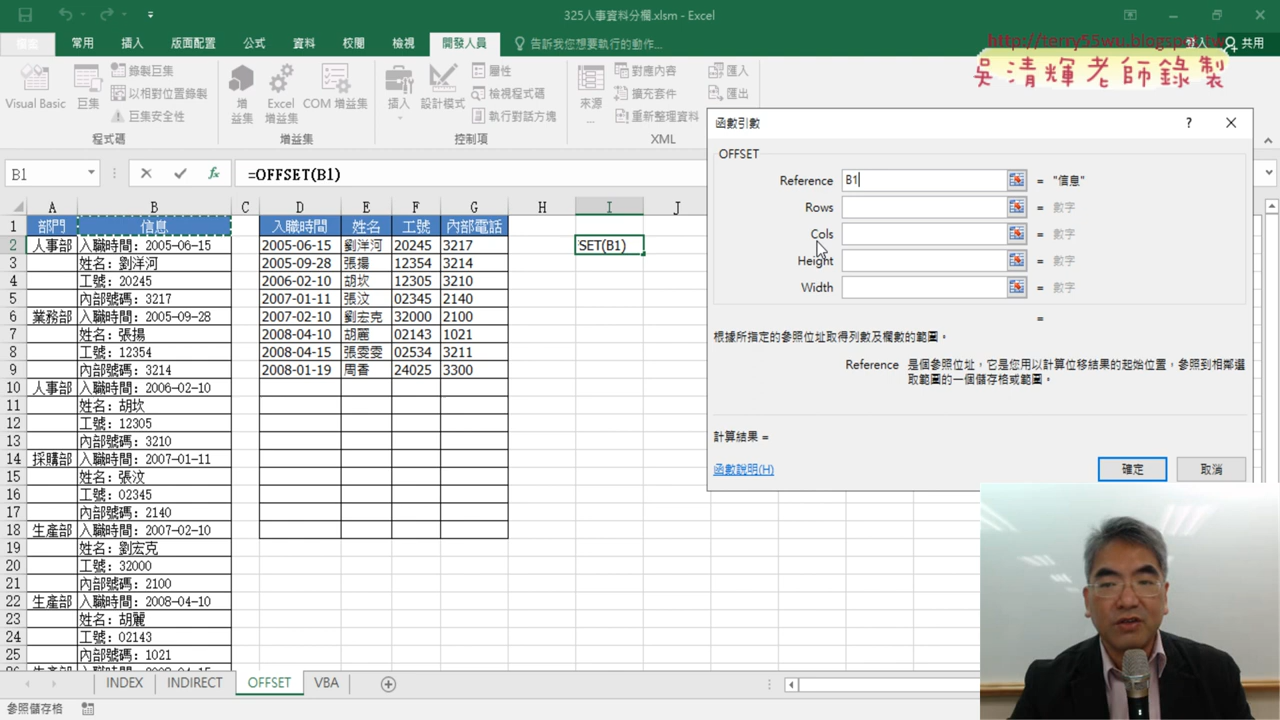 325人事資料分欄.xlsm - Excel
http://terry55wu.blogspot.tw
吳清輝老師錄製
常用 插入 版面配置 公式 資料 校閱 檢視 開發人員 告訴我您想要執行的動作... 共用
Visual Basic 巨集 錄製巨集 以相對位置錄製 巨集安全性
增益集 Excel 增益集 COM 增益集
插入 設計模式 屬性 檢視程式碼 執行對話方塊
來源... 對應內容 擴充套件 重新整理資料 匯入 匯出
程式碼 增益集 控制項 XML
B1 =OFFSET(B1)
A B C D E F G H I J
1 部門 信息 入職時間 姓名 工號 內部電話
2 人事部 入職時間：2005-06-15 2005-06-15 劉洋河 20245 3217 SET(B1)
3 姓名：劉洋河 2005-09-28 張揚 12354 3214
4 工號：20245 2006-02-10 胡坎 12305 3210
5 內部號碼：3217 2007-01-11 張汶 02345 2140
6 業務部 入職時間：2005-09-28 2007-02-10 劉宏克 32000 2100
7 姓名：張揚 2008-04-10 胡麗 02143 1021
8 工號：12354 2008-04-15 張雯雯 02534 3211
9 內部號碼：3214 2008-01-19 周香 24025 3300
10 人事部 入職時間：2006-02-10
11 姓名：胡坎
12 工號：12305
13 內部號碼：3210
14 採購部 入職時間：2007-01-11
15 姓名：張汶
16 工號：02345
17 內部號碼：2140
18 生產部 入職時間：2007-02-10
19 姓名：劉宏克
20 工號：32000
21 內部號碼：2100
22 生產部 入職時間：2008-04-10
23 姓名：胡麗
24 工號：02143
25 內部號碼：1021
函數引數 ? ×
OFFSET
Reference B1 = "信息"
Rows = 數字
Cols = 數字
Height = 數字
Width = 數字
=
根據所指定的參照位址取得列數及欄數的範圍。
Reference 是個參照位址，它是您用以計算位移結果的起始位置，參照到相鄰選
取範圍的一個儲存格或範圍。
計算結果 =
函數說明(H) 確定 取消
INDEX INDIRECT OFFSET VBA
參照儲存格